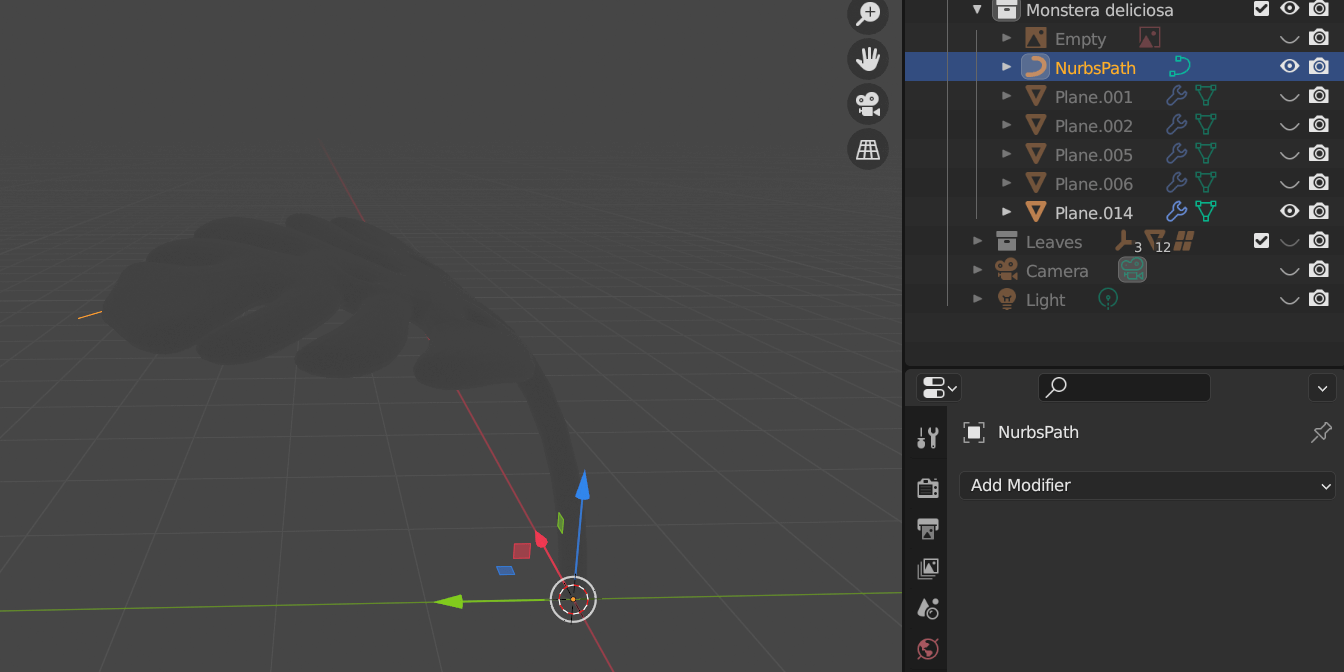 Monstera deliciosa
Empty
NurbsPath
Plane.001
Plane.002
Plane.005
Plane.006
Plane.014
Leaves 3 12
Camera
Light
NurbsPath
Add Modifier